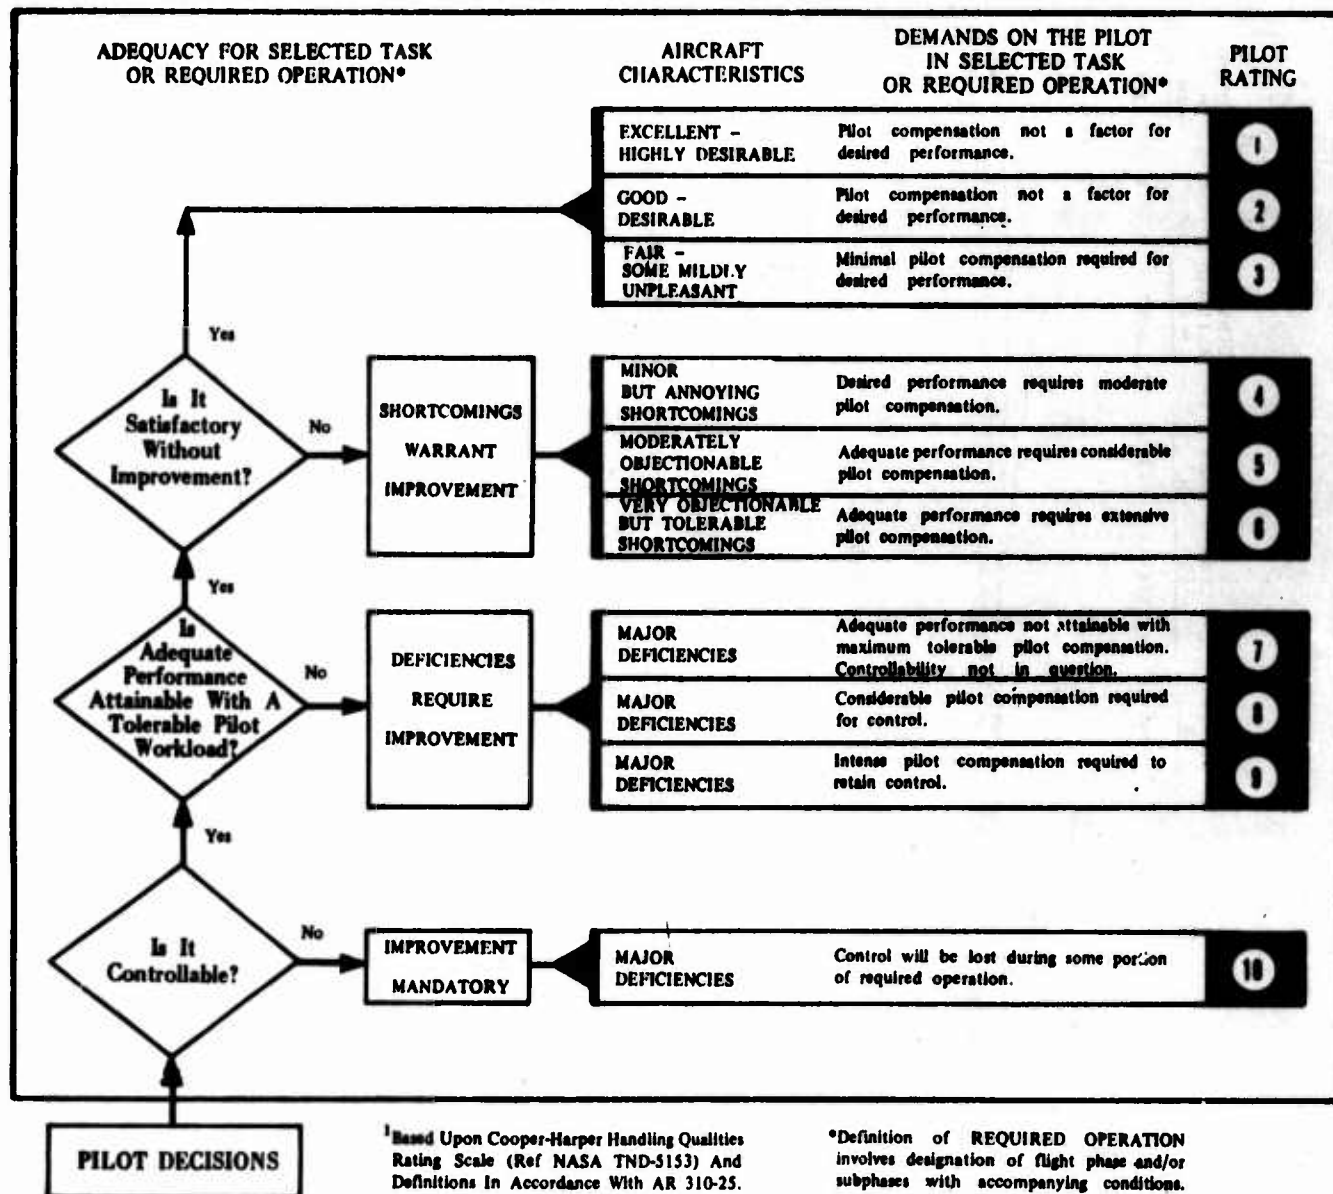 ADEQUACY FOR SELECTED TASK
OR REQUIRED OPERATION*
AIRCRAFT
CHARACTERISTICS
DEMANDS ON THE PILOT
IN SELECTED TASK
OR REQUIRED OPERATION*
PILOT
RATING
EXCELLENT –
HIGHLY DESIRABLE
Pilot compensation not a factor for
desired performance.
1
GOOD –
DESIRABLE
Pilot compensation not a factor for
desired performance.
2
FAIR –
SOME MILDLY
UNPLEASANT
Minimal pilot compensation required for
desired performance.
3
Yes
Is It
Satisfactory
Without
Improvement?
No
SHORTCOMINGS
WARRANT
IMPROVEMENT
MINOR
BUT ANNOYING
SHORTCOMINGS
Desired performance requires moderate
pilot compensation.
4
MODERATELY
OBJECTIONABLE
SHORTCOMINGS
Adequate performance requires considerable
pilot compensation.
5
VERY OBJECTIONABLE
BUT TOLERABLE
SHORTCOMINGS
Adequate performance requires extensive
pilot compensation.
6
Yes
Is
Adequate
Performance
Attainable With A
Tolerable Pilot
Workload?
No
DEFICIENCIES
REQUIRE
IMPROVEMENT
MAJOR
DEFICIENCIES
Adequate performance not attainable with
maximum tolerable pilot compensation.
Controllability not in question.
7
MAJOR
DEFICIENCIES
Considerable pilot compensation required
for control.
8
MAJOR
DEFICIENCIES
Intense pilot compensation required to
retain control.
9
Yes
Is It
Controllable?
No
IMPROVEMENT
MANDATORY
MAJOR
DEFICIENCIES
Control will be lost during some portion
of required operation.
10
PILOT DECISIONS
1Based Upon Cooper-Harper Handling Qualities
Rating Scale (Ref NASA TND-5153) And
Definitions In Accordance With AR 310-25.
*Definition of REQUIRED OPERATION
involves designation of flight phase and/or
subphases with accompanying conditions.